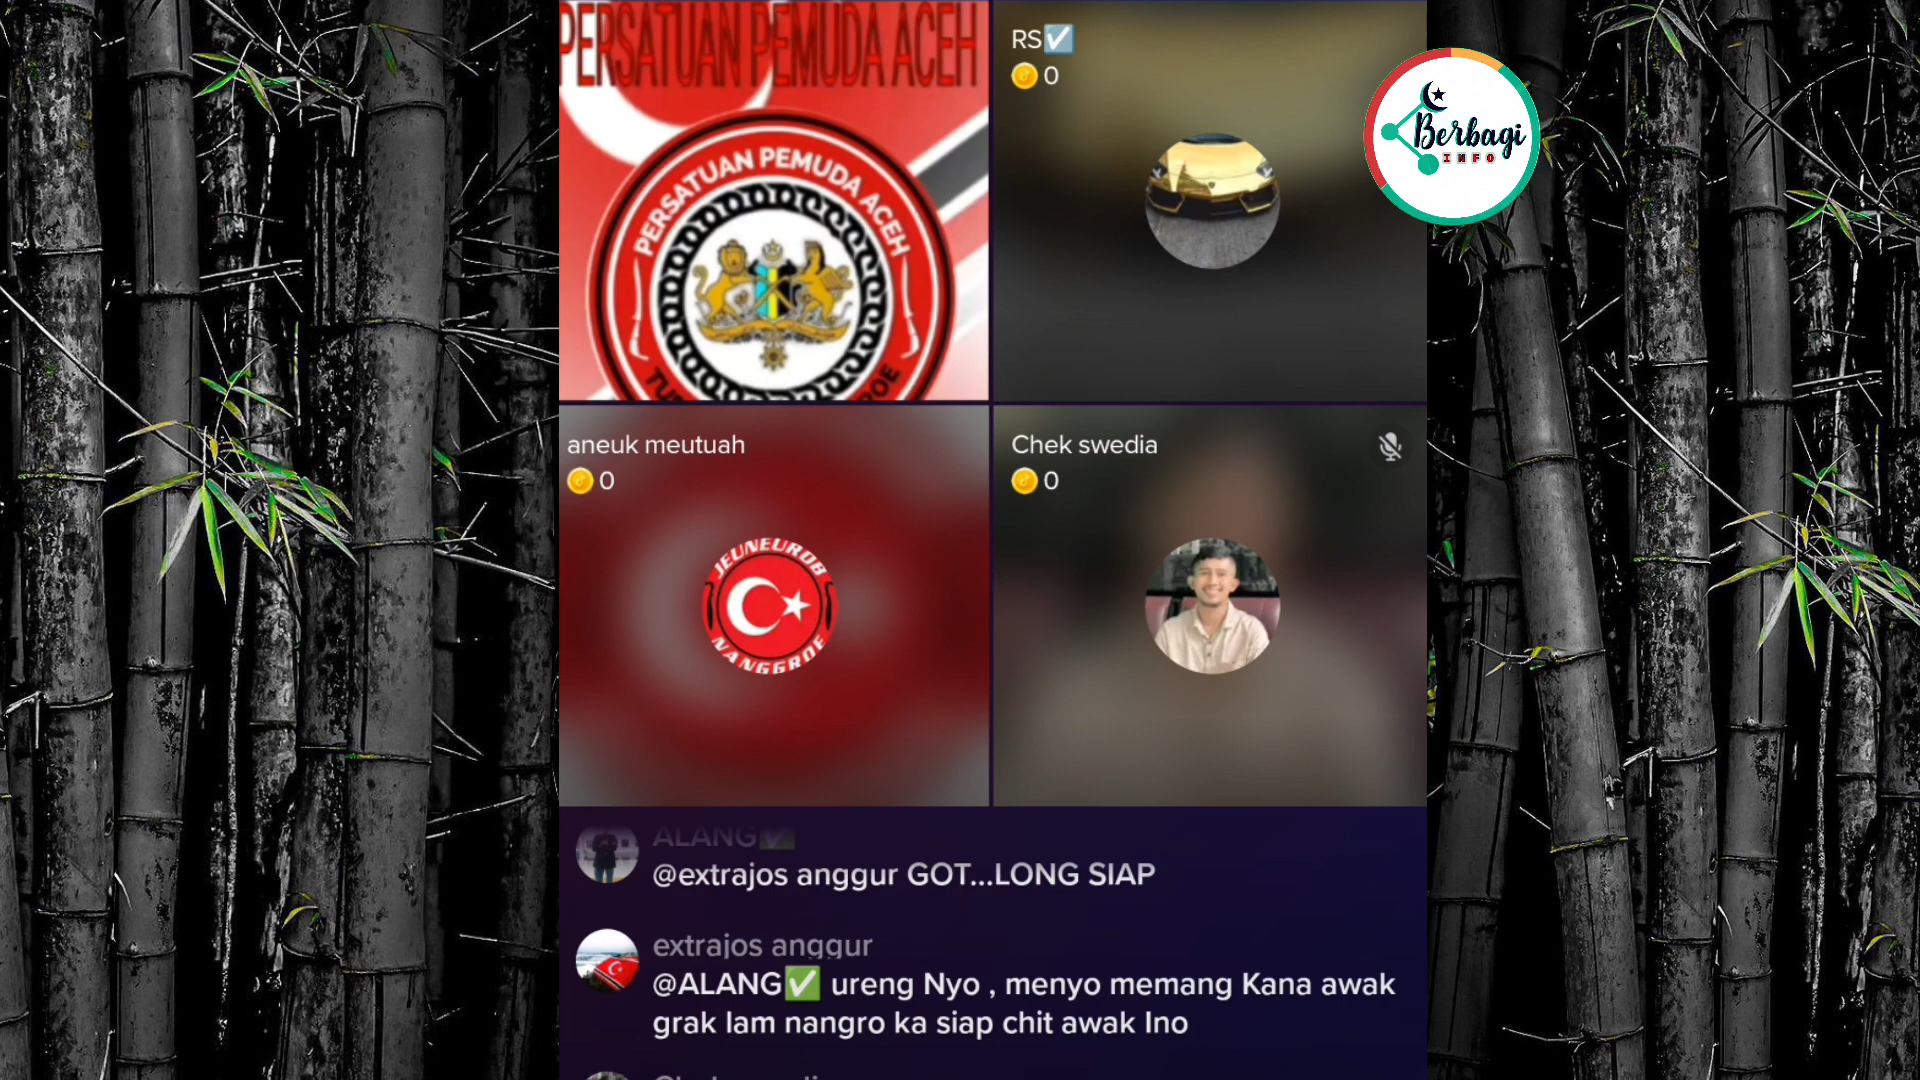 PERSATUAN PEMUDA ACEH
PERSATUAN PEMUDA ACEH
RS☑️
0
Berbagi
INFO
aneuk meutuah
0
JEUNEUROB
NANGGROE
Chek swedia
0
ALANG✅
@extrajos anggur GOT...LONG SIAP
extrajos anggur
@ALANG✅ ureng Nyo , menyo memang Kana awak
grak lam nangro ka siap chit awak Ino